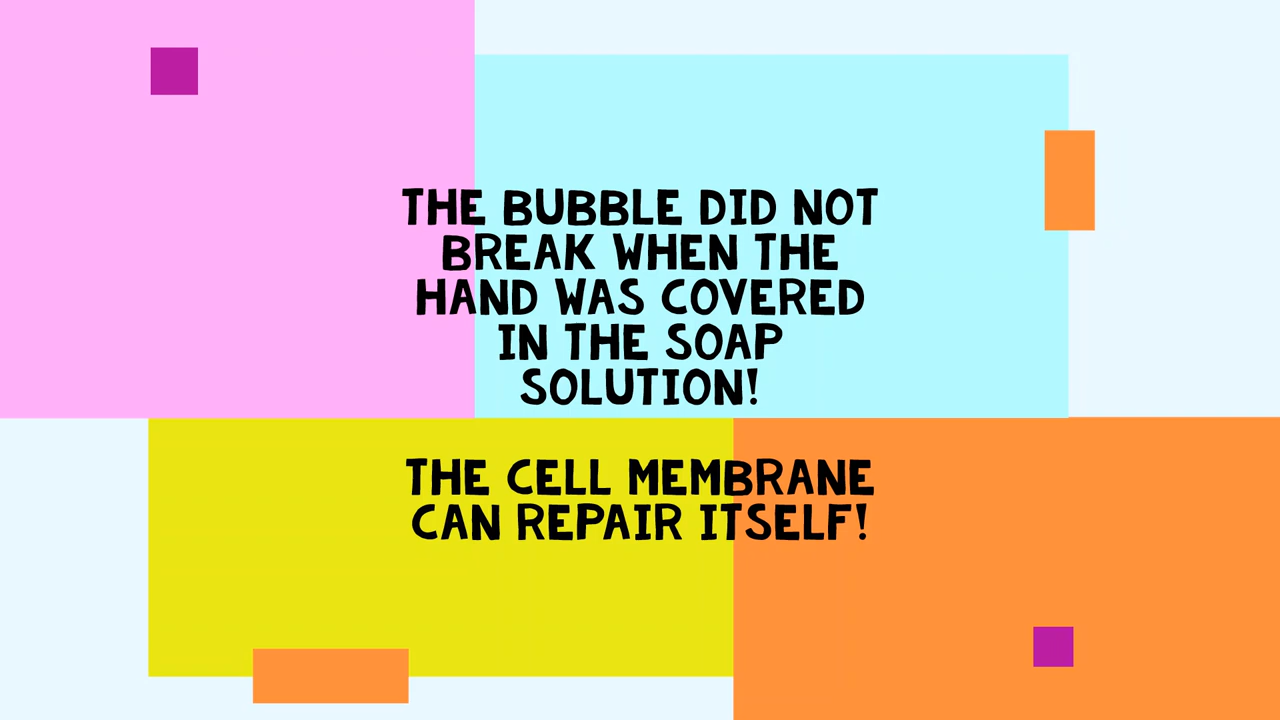 THE BUBBLE DID NOT
BREAK WHEN THE
HAND WAS COVERED
IN THE SOAP
SOLUTION!
THE CELL MEMBRANE
CAN REPAIR ITSELF!